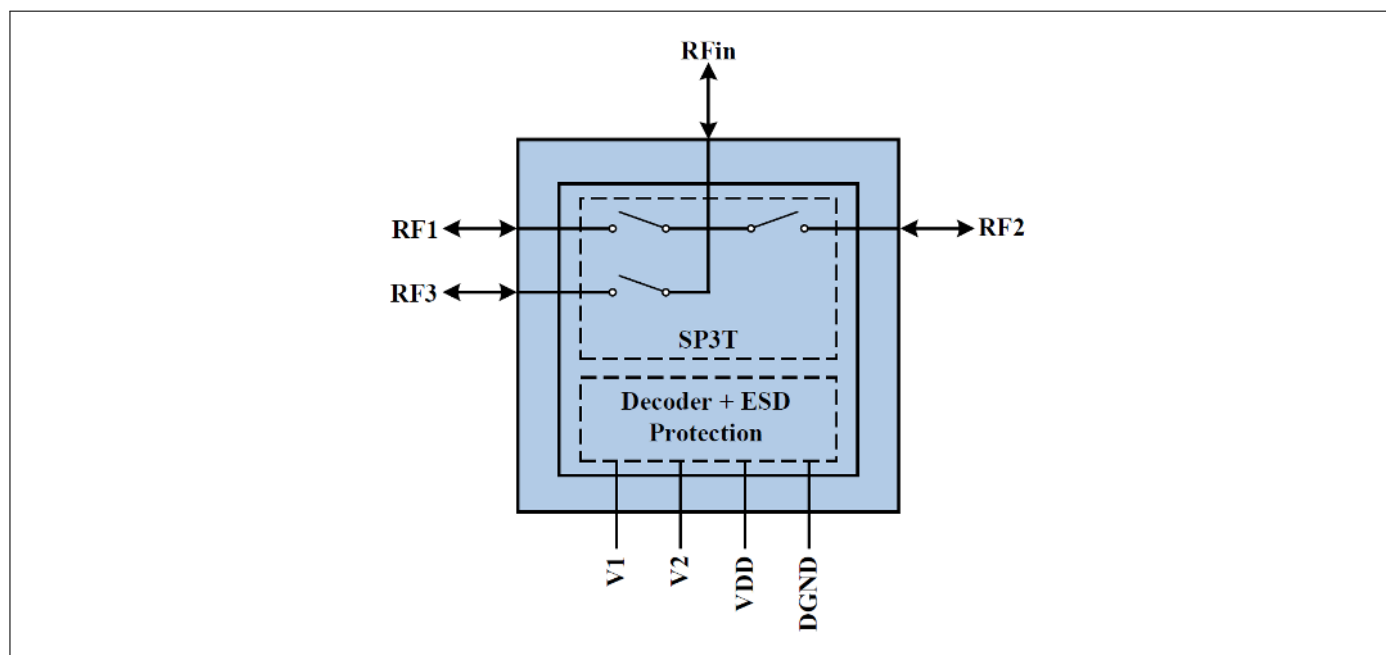 RFin
RF1
RF2
RF3
SP3T
Decoder + ESD
Protection
V1
V2
VDD
DGND